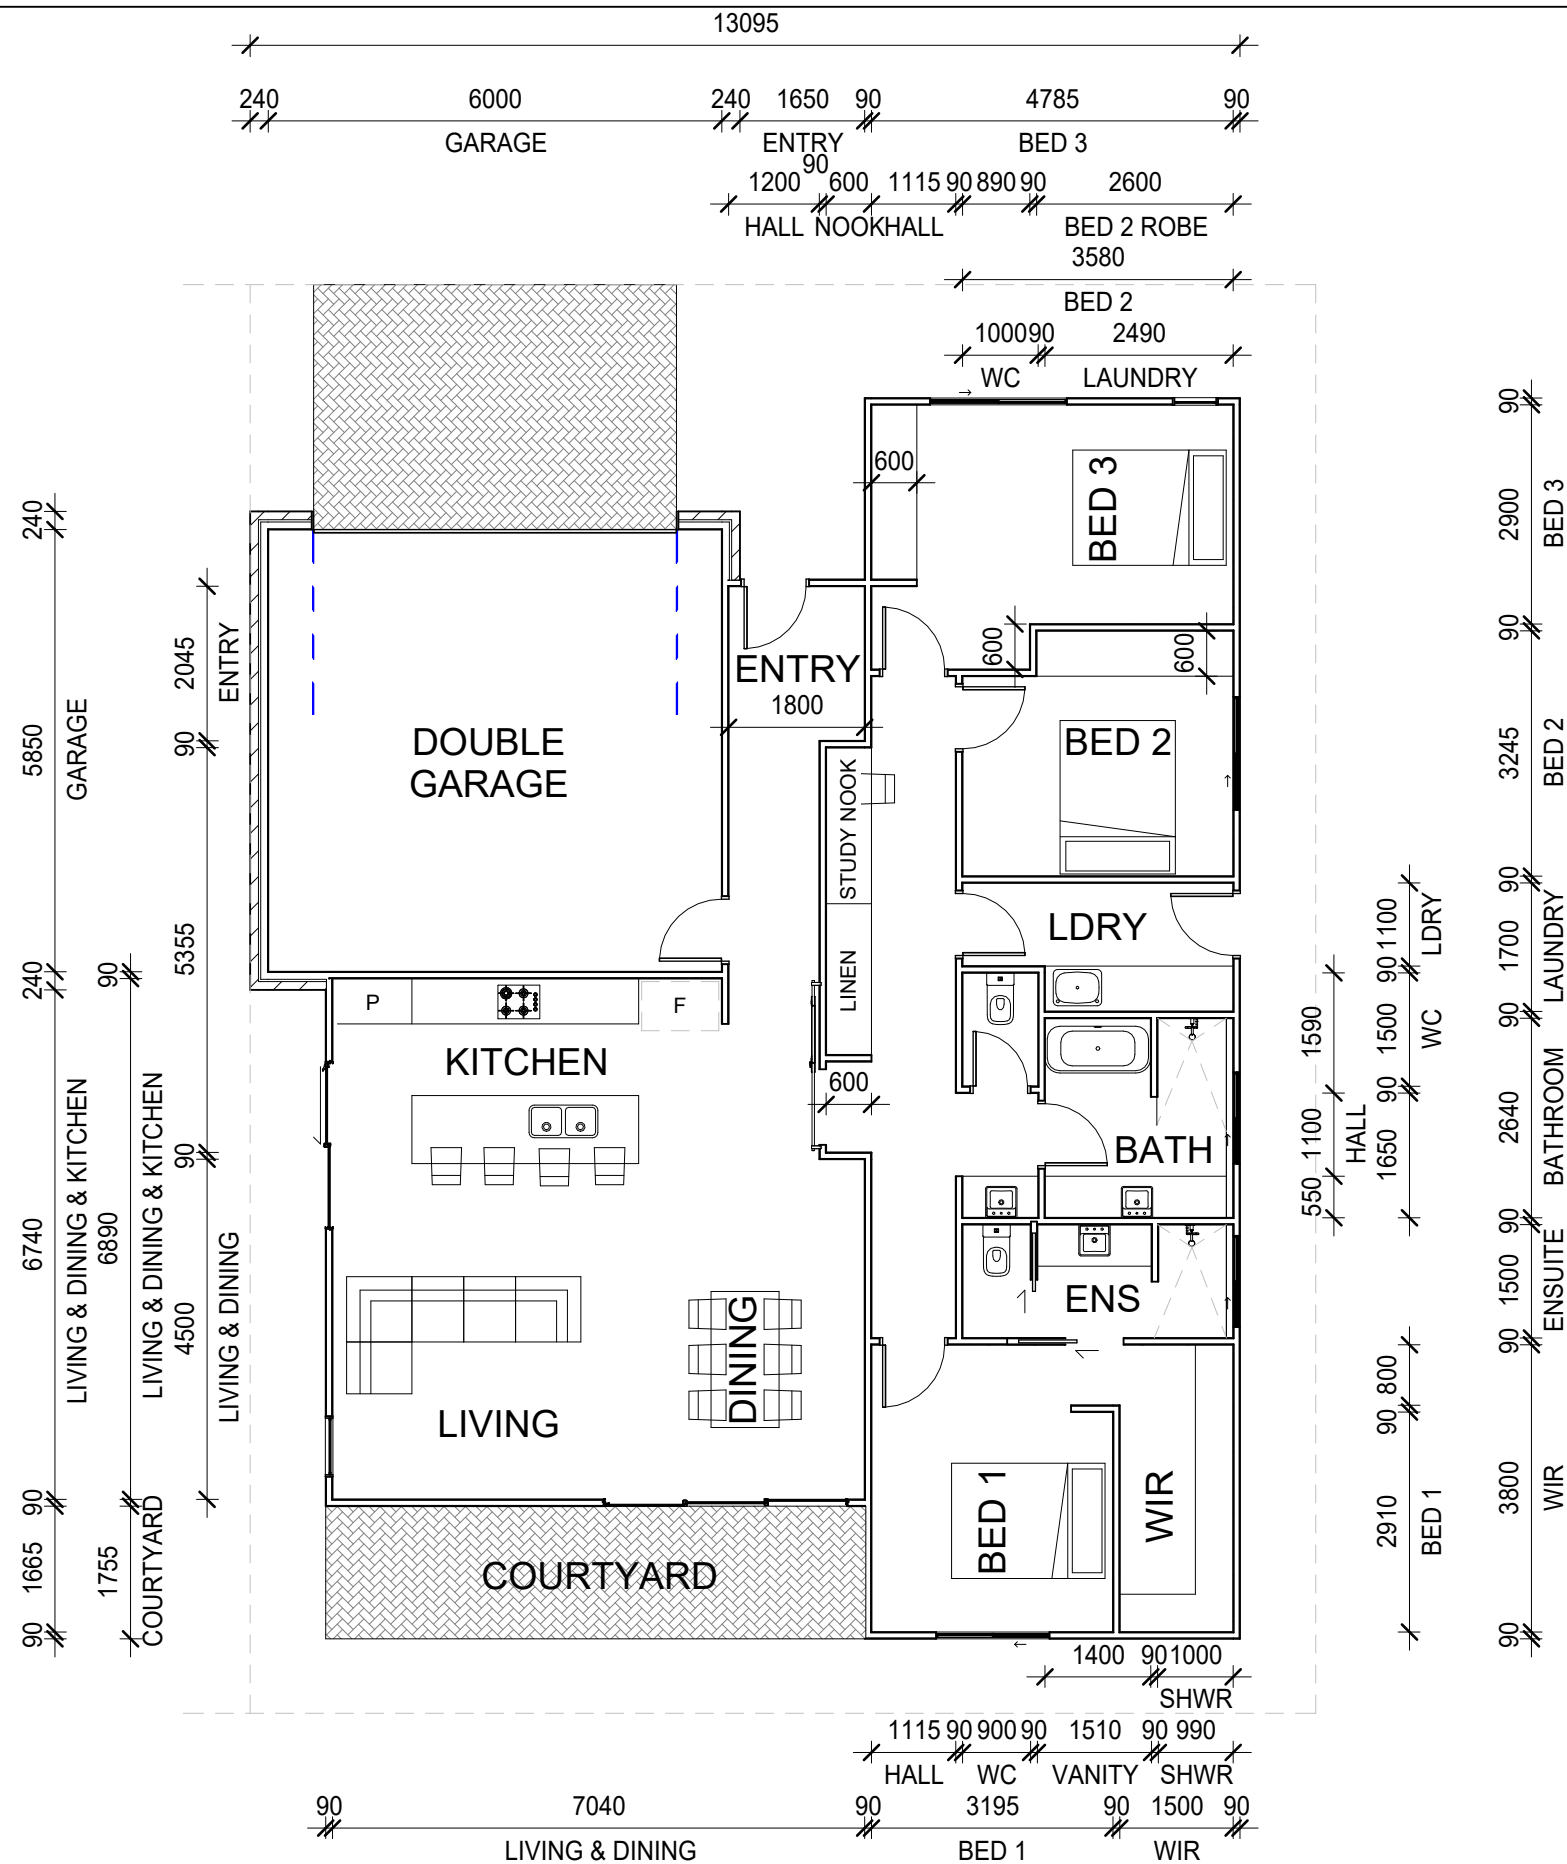 13095
240 6000 240 1650 90 4785 90
GARAGE ENTRY BED 3
90
1200 600 1115 90 890 90 2600
HALL NOOK HALL BED 2 ROBE
3580
BED 2
1000 90 2490
WC LAUNDRY
600
BED 3
600
600
ENTRY
1800
DOUBLE
GARAGE
BED 2
STUDY NOOK
LINEN
LDRY
P
F
KITCHEN
600
BATH
ENS
LIVING
DINING
BED 1
WIR
COURTYARD
240
5850
GARAGE
240
6740
LIVING & DINING & KITCHEN
90
1665
90
90
6890
LIVING & DINING & KITCHEN
1755
COURTYARD
2045
ENTRY
90
5355
90
4500
LIVING & DINING
1590
1100
HALL
550
1100
LDRY
90
1500
WC
90
1650
800
90
2910
BED 1
90
2900
BED 3
90
3245
BED 2
90
1700
LAUNDRY
90
2640
BATHROOM
90
1500
ENSUITE
90
3800
WIR
90
1400 90 1000
SHWR
1115 90 900 90 1510 90 990
HALL WC VANITY SHWR
90 7040 90 3195 90 1500 90
LIVING & DINING BED 1 WIR